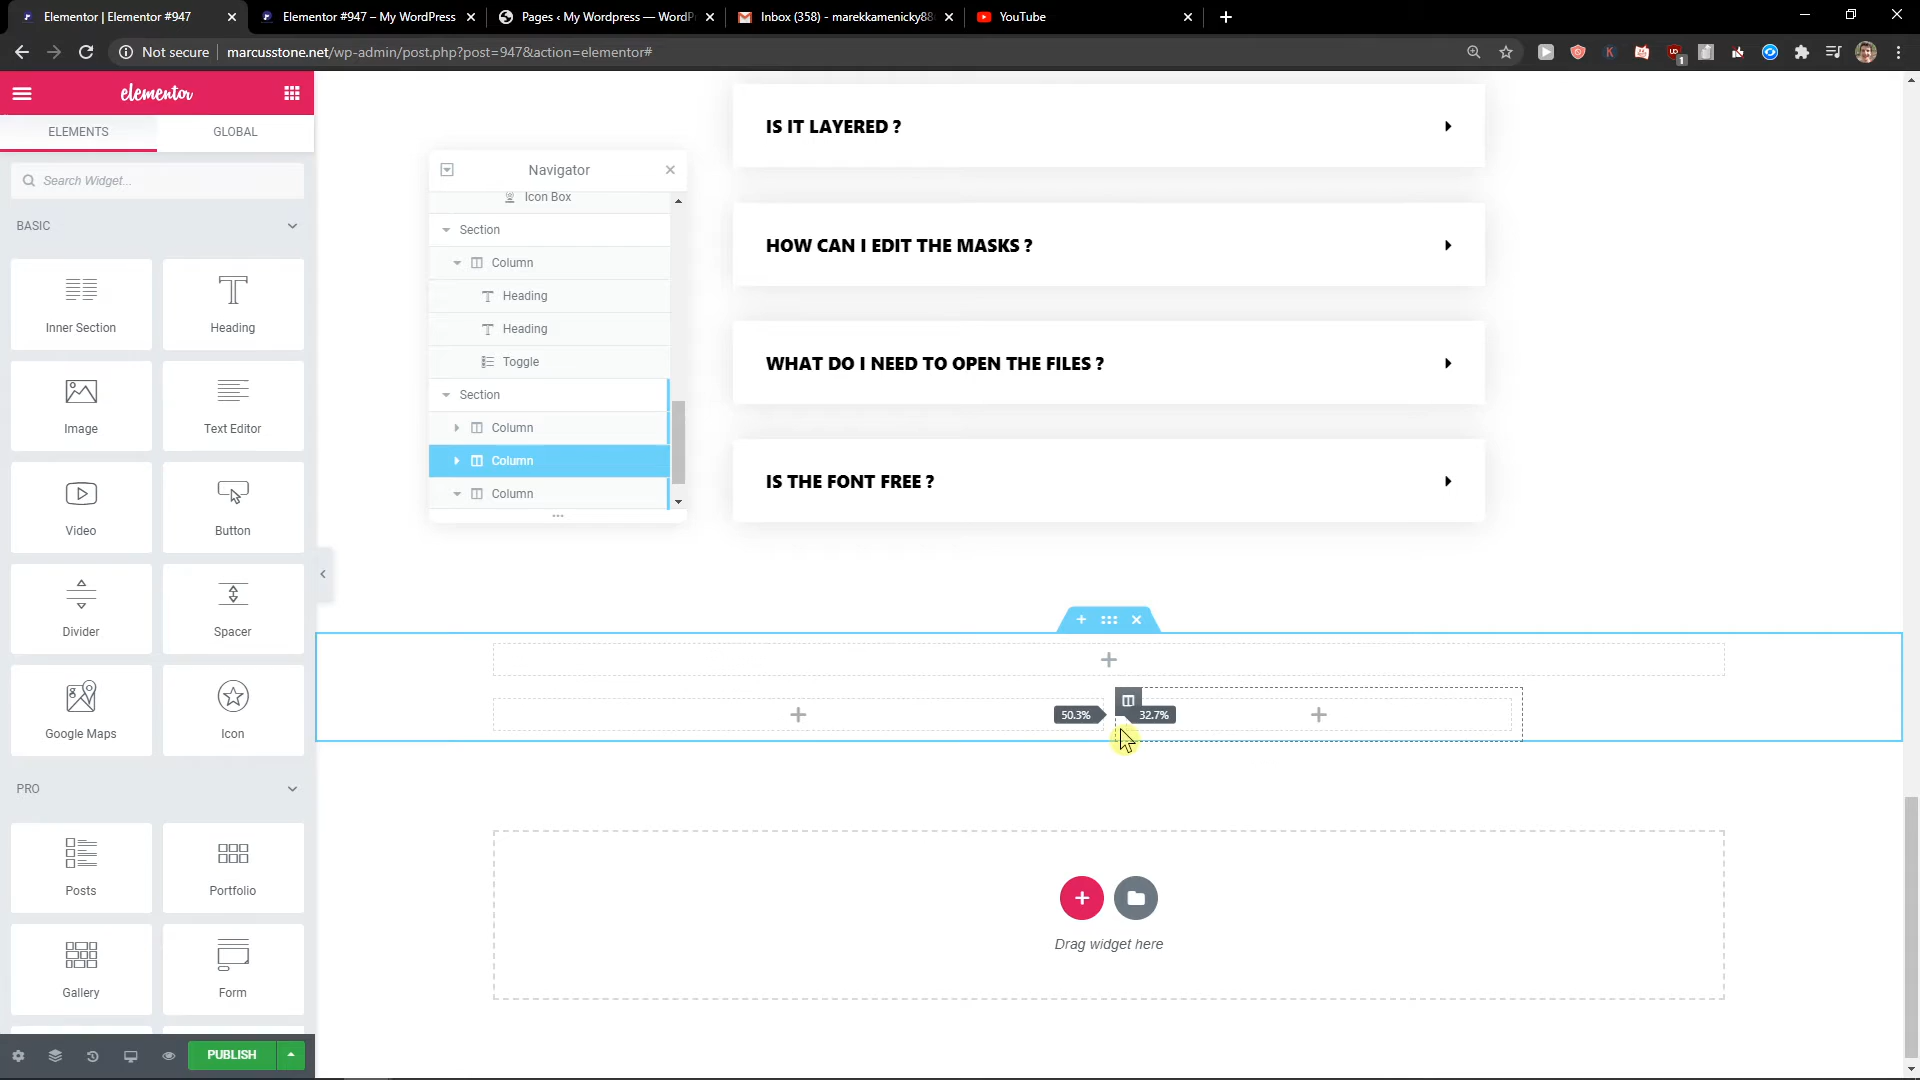 Elementor | Elementor #947
Elementor #947 – My WordPress
Pages ‹ My Wordpress — WordP
Inbox (358) - marekkamenicky88
YouTube
Not secure
marcusstone.net/wp-admin/post.php?post=947&action=elementor#
1
elementor
ELEMENTS
GLOBAL
Search Widget...
BASIC
Inner Section
Heading
Image
Text Editor
Video
Button
Divider
Spacer
Google Maps
Icon
PRO
Posts
Portfolio
Gallery
Form
PUBLISH
Navigator
Icon Box
Section
Column
Heading
Heading
Toggle
Section
Column
Column
Column
IS IT LAYERED ?
HOW CAN I EDIT THE MASKS ?
WHAT DO I NEED TO OPEN THE FILES ?
IS THE FONT FREE ?
50.3%
32.7%
Drag widget here